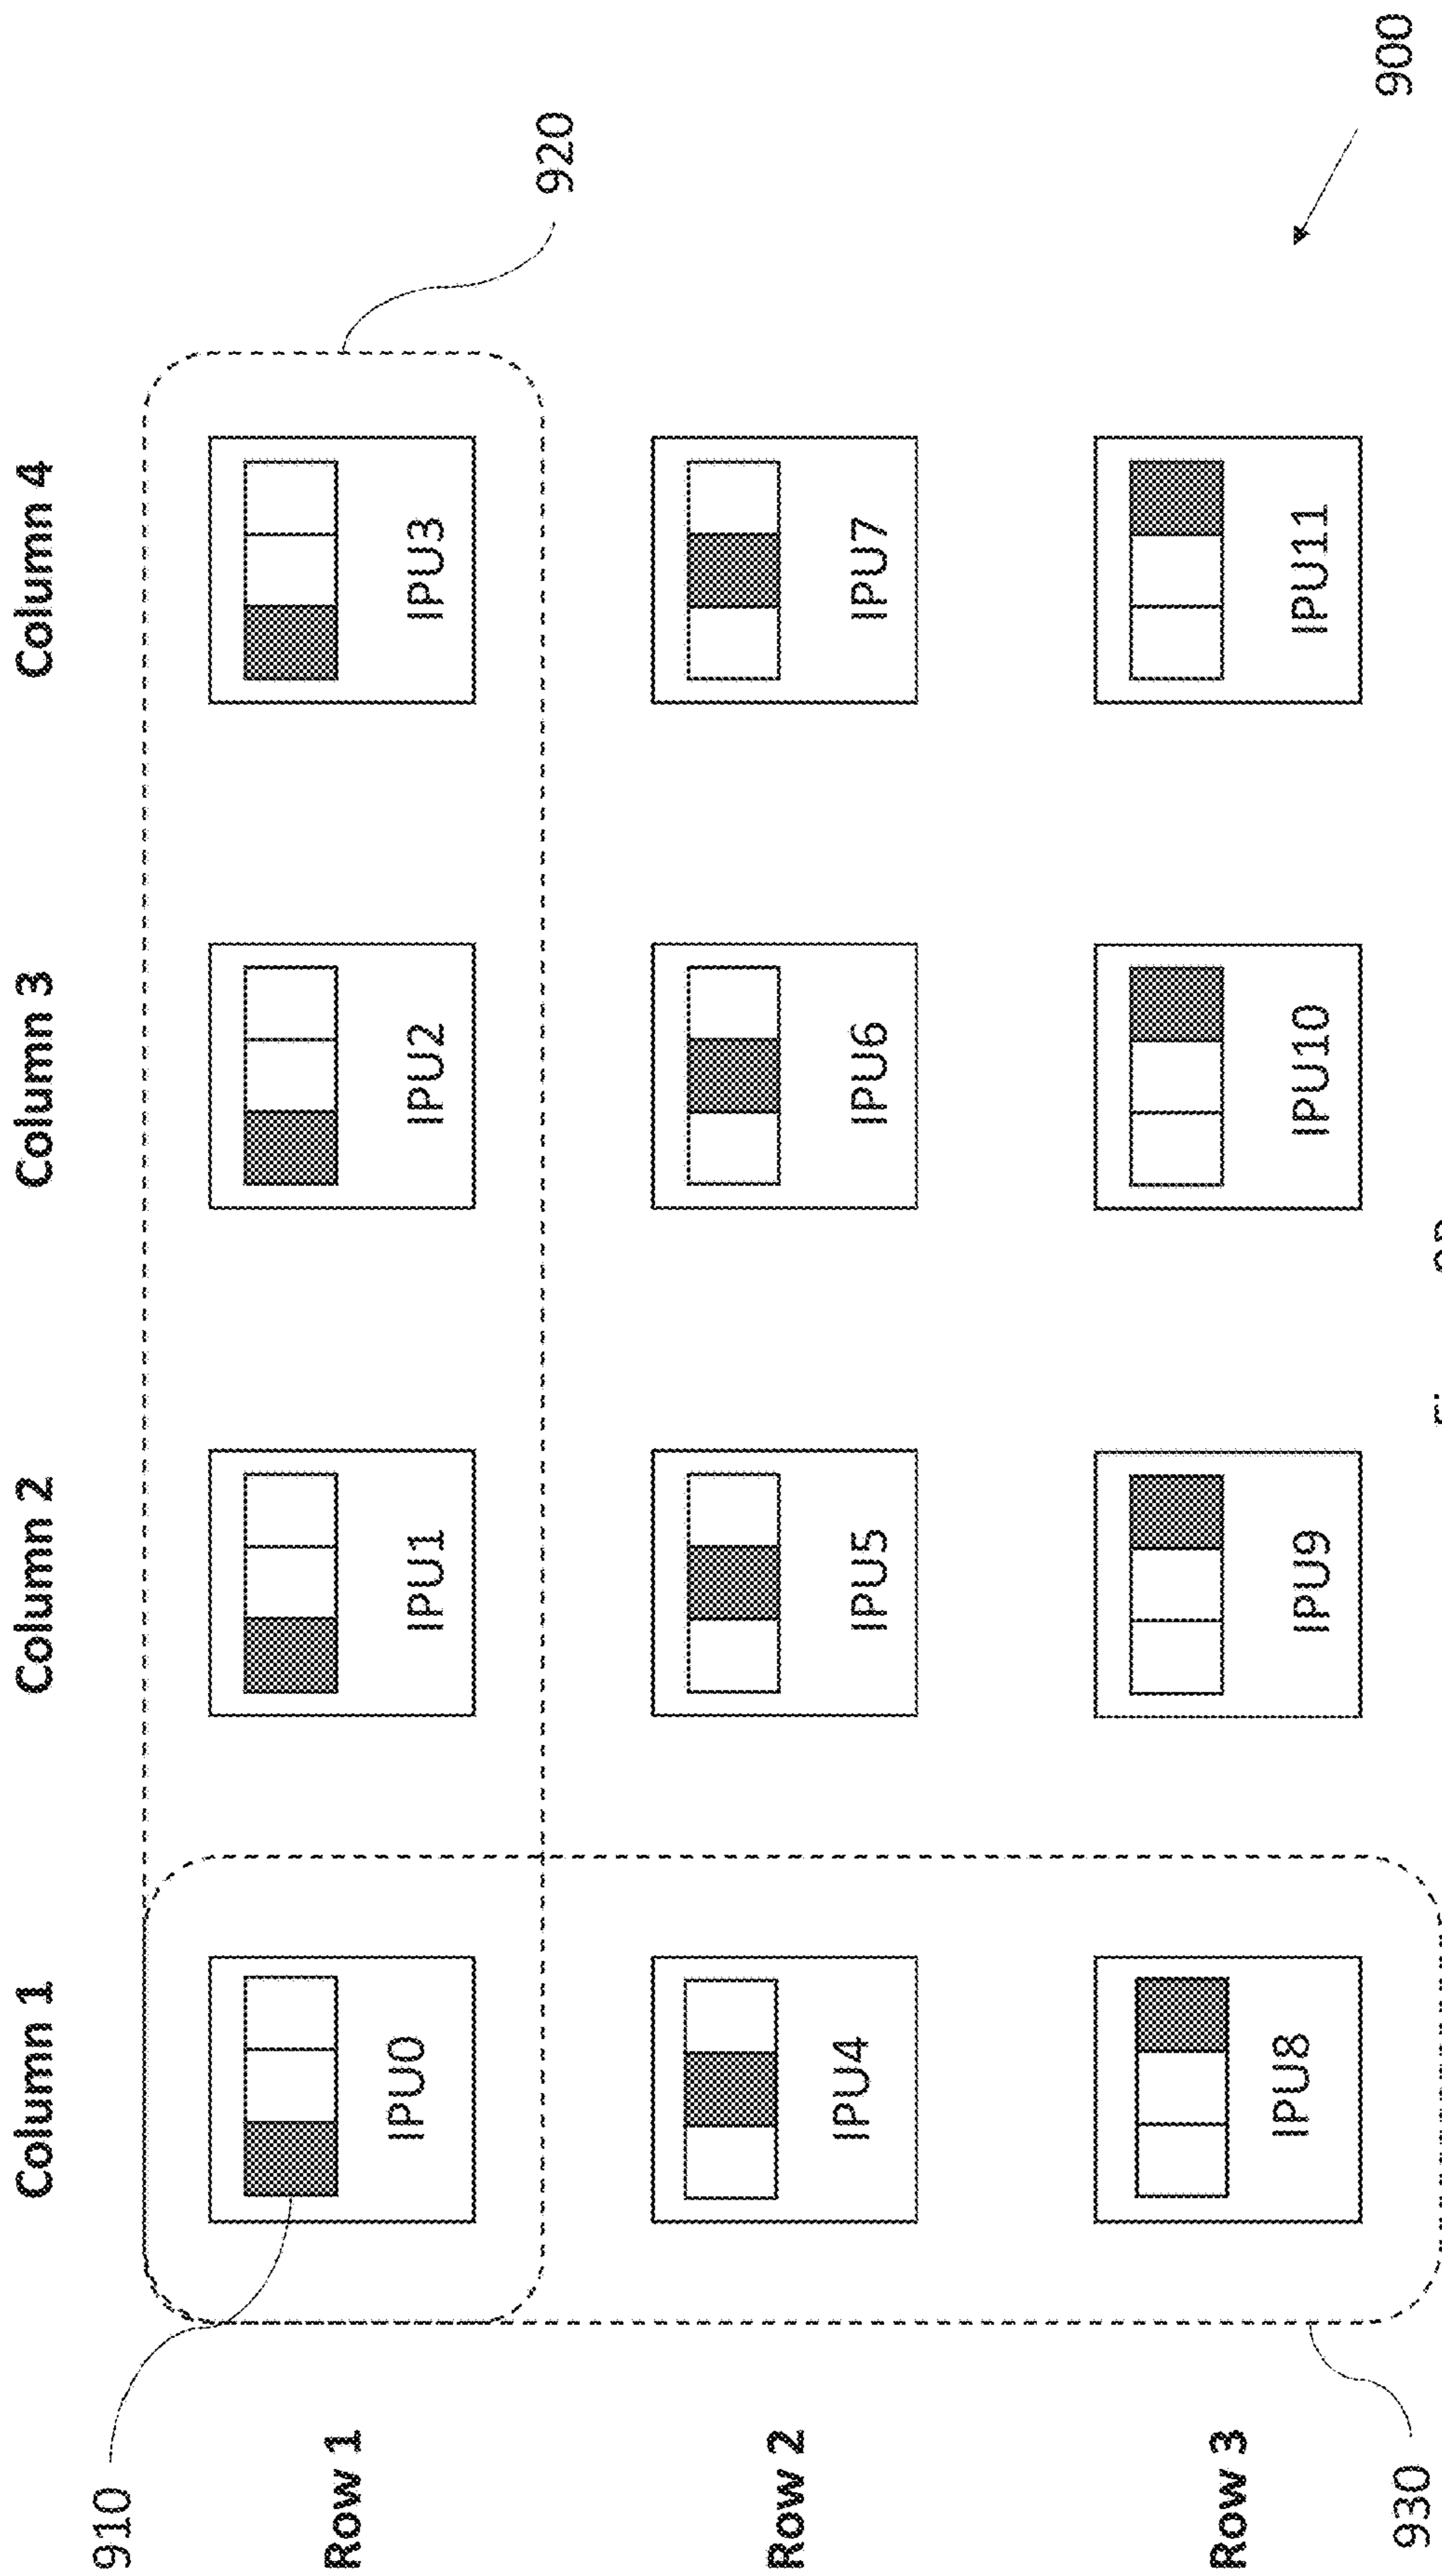 Column 1 Column 2 Column 3 Column 4
910
920
Row 1
IPU0 IPU1 IPU2 IPU3
Row 2
IPU4 IPU5 IPU6 IPU7
Row 3
IPU8 IPU9 IPU10 IPU11
930
900